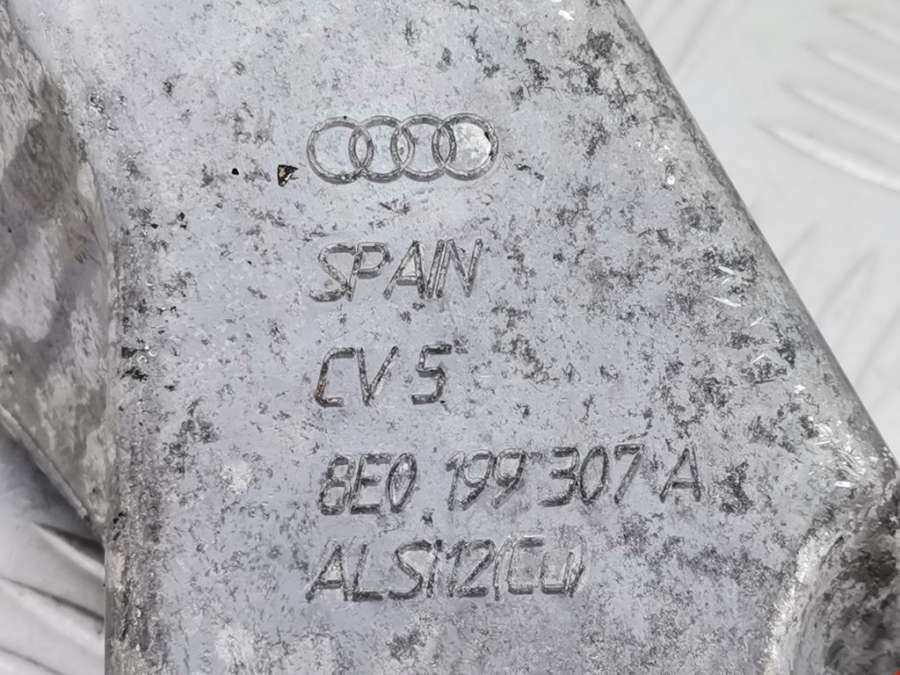 SPAIN
CV 5
8E0 199 307 A
ALSi12(Cu)